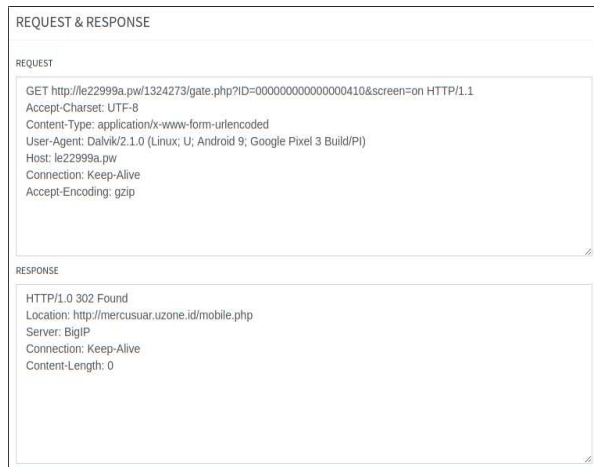 REQUEST & RESPONSE
REQUEST
GET http://le22999a.pw/1324273/gate.php?ID=000000000000000410&screen=on HTTP/1.1
Accept-Charset: UTF-8
Content-Type: application/x-www-form-urlencoded
User-Agent: Dalvik/2.1.0 (Linux; U; Android 9; Google Pixel 3 Build/PI)
Host: le22999a.pw
Connection: Keep-Alive
Accept-Encoding: gzip
RESPONSE
HTTP/1.0 302 Found
Location: http://mercusuar.uzone.id/mobile.php
Server: BigIP
Connection: Keep-Alive
Content-Length: 0